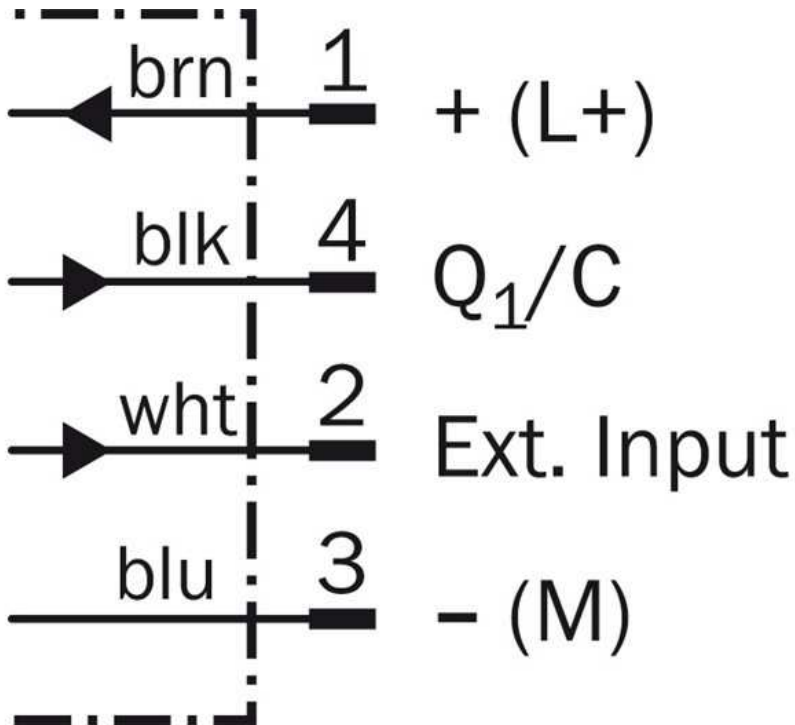 brn 1 + (L+)
blk 4 Q₁/C
wht 2 Ext. Input
blu 3 – (M)